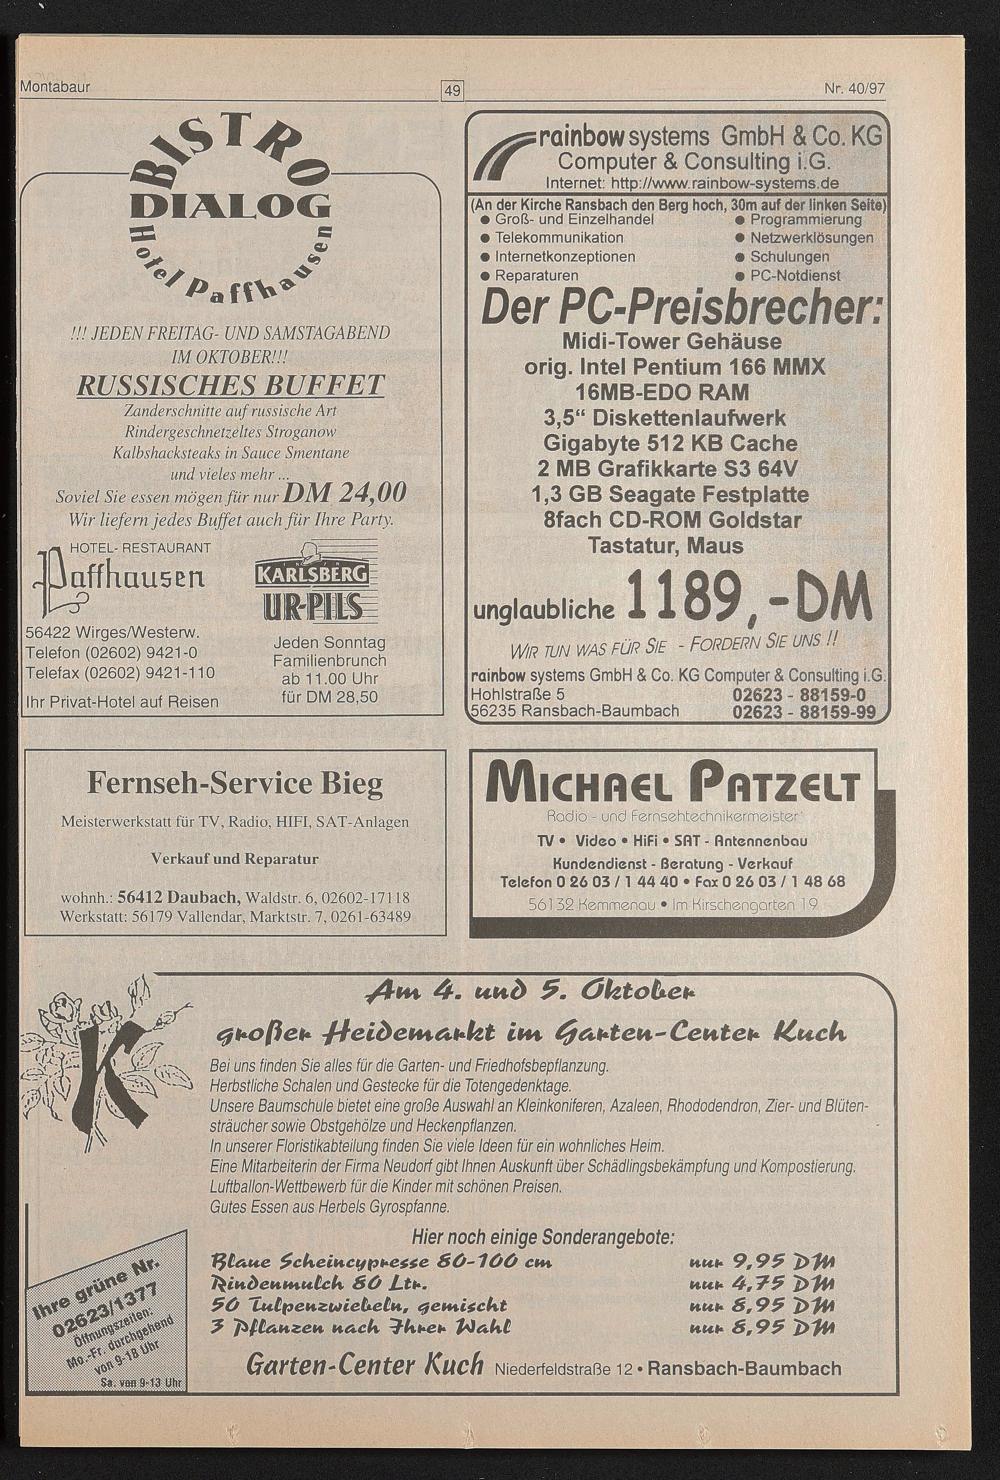 Montabaur
49
Nr. 40/97
BISTRO
DIALOG
Hotel Paffhausen
!!! JEDEN FREITAG- UND SAMSTAGABEND
IM OKTOBER!!!
RUSSISCHES BUFFET
Zanderschnitte auf russische Art
Rindergeschnetzeltes Stroganow
Kalbshacksteaks in Sauce Smentane
und vieles mehr ...
Soviel Sie essen mögen für nur DM 24,00
Wir liefern jedes Buffet auch für Ihre Party.
HOTEL- RESTAURANT
Paffhausen
56422 Wirges/Westerw.
Telefon (02602) 9421-0
Telefax (02602) 9421-110
Ihr Privat-Hotel auf Reisen
KARLSBERG
UR-PILS
Jeden Sonntag
Familienbrunch
ab 11.00 Uhr
für DM 28,50
rainbow systems GmbH & Co. KG
Computer & Consulting i.G.
Internet: http://www.rainbow-systems.de
(An der Kirche Ransbach den Berg hoch, 30m auf der linken Seite)
● Groß- und Einzelhandel ● Programmierung
● Telekommunikation ● Netzwerklösungen
● Internetkonzeptionen ● Schulungen
● Reparaturen ● PC-Notdienst
Der PC-Preisbrecher:
Midi-Tower Gehäuse
orig. Intel Pentium 166 MMX
16MB-EDO RAM
3,5“ Diskettenlaufwerk
Gigabyte 512 KB Cache
2 MB Grafikkarte S3 64V
1,3 GB Seagate Festplatte
8fach CD-ROM Goldstar
Tastatur, Maus
unglaubliche 1189,-DM
WIR TUN WAS FÜR SIE - FORDERN SIE UNS !!
rainbow systems GmbH & Co. KG Computer & Consulting i.G.
Hohlstraße 5 02623 - 88159-0
56235 Ransbach-Baumbach 02623 - 88159-99
Fernseh-Service Bieg
Meisterwerkstatt für TV, Radio, HIFI, SAT-Anlagen
Verkauf und Reparatur
wohnh.: 56412 Daubach, Waldstr. 6, 02602-17118
Werkstatt: 56179 Vallendar, Marktstr. 7, 0261-63489
MICHAEL PATZELT
Radio - und Fernsehtechnikermeister
TV • Video • HiFi • SAT - Antennenbau
Kundendienst - Beratung - Verkauf
Telefon 0 26 03 / 1 44 40 • Fax 0 26 03 / 1 48 68
56132 Kemmenau • Im Kirschengarten 19
K
Am 4. und 5. Oktober
großer Heidemarkt im Garten-Center Kuch
Bei uns finden Sie alles für die Garten- und Friedhofsbepflanzung.
Herbstliche Schalen und Gestecke für die Totengedenktage.
Unsere Baumschule bietet eine große Auswahl an Kleinkoniferen, Azaleen, Rhododendron, Zier- und Blüten-
sträucher sowie Obstgehölze und Heckenpflanzen.
In unserer Floristikabteilung finden Sie viele Ideen für ein wohnliches Heim.
Eine Mitarbeiterin der Firma Neudorf gibt Ihnen Auskunft über Schädlingsbekämpfung und Kompostierung.
Luftballon-Wettbewerb für die Kinder mit schönen Preisen.
Gutes Essen aus Herbels Gyrospfanne.
Hier noch einige Sonderangebote:
Blaue Scheincypresse 80-100 cm nur 9,95 DM
Rindenmulch 80 Ltr. nur 4,75 DM
50 Tulpenzwiebeln, gemischt nur 8,95 DM
3 Pflanzen nach Ihrer Wahl nur 8,95 DM
Garten-Center Kuch Niederfeldstraße 12 • Ransbach-Baumbach
Ihre grüne Nr.
02623/1377
Öffnungszeiten:
Mo.-Fr. durchgehend
von 9-18 Uhr
Sa. von 9-13 Uhr